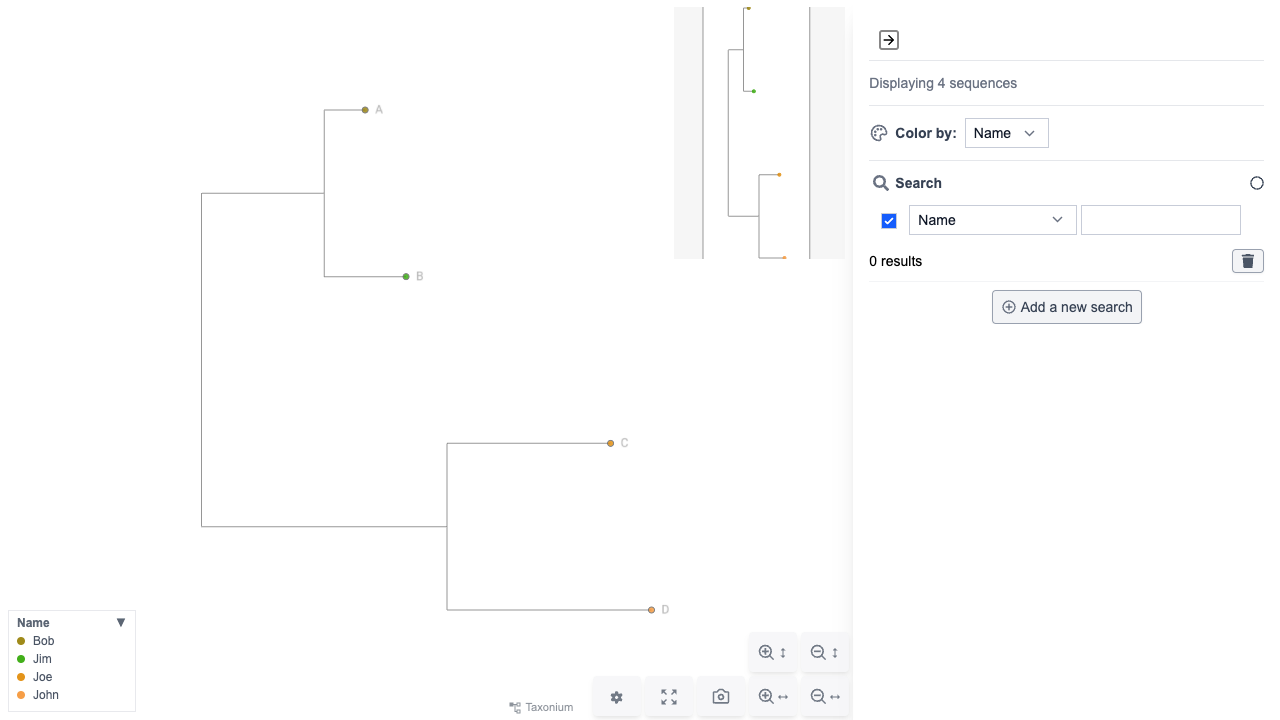 A
B
C
D
Name ▼
Bob
Jim
Joe
John
Taxonium
Displaying 4 sequences
Color by: Name
Search
Name
0 results
Add a new search